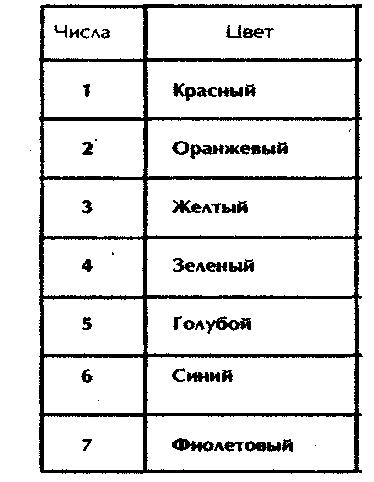 Числа Цвет
1 Красный
2 Оранжевый
3 Желтый
4 Зеленый
5 Голубой
6 Синий
7 Фиолетовый